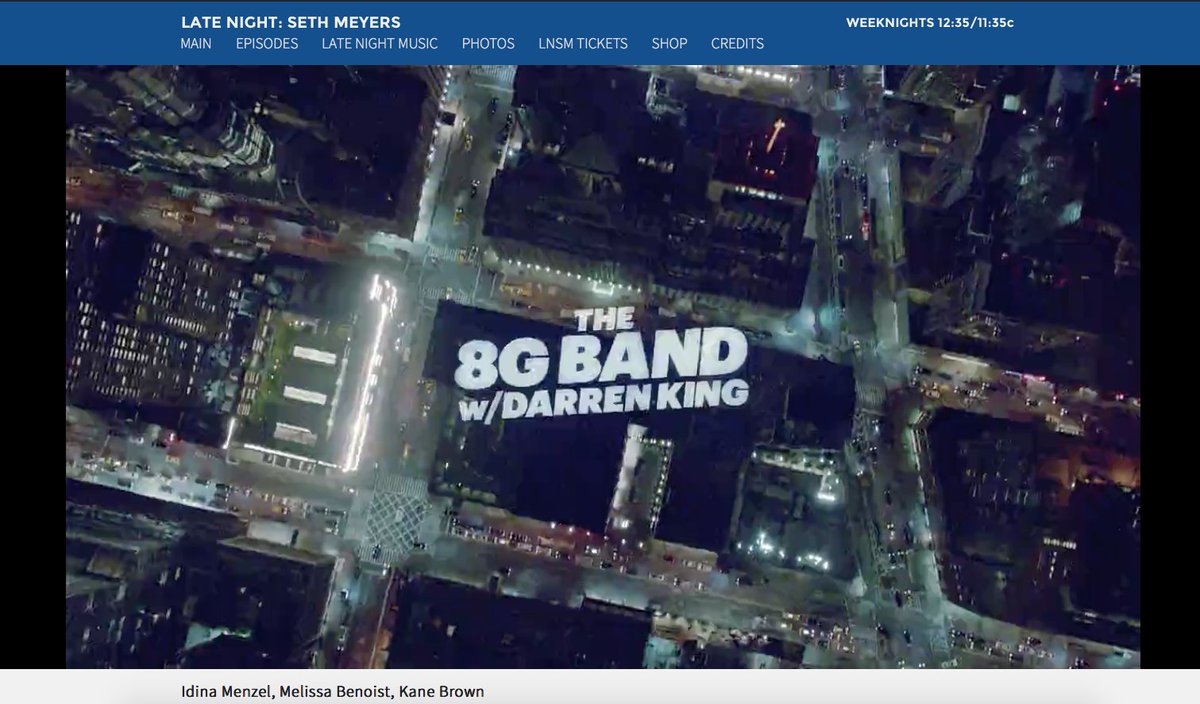 LATE NIGHT: SETH MEYERS
WEEKNIGHTS 12:35/11:35c
MAIN EPISODES LATE NIGHT MUSIC PHOTOS LNSM TICKETS SHOP CREDITS
THE
8G BAND
w/DARREN KING
Idina Menzel, Melissa Benoist, Kane Brown